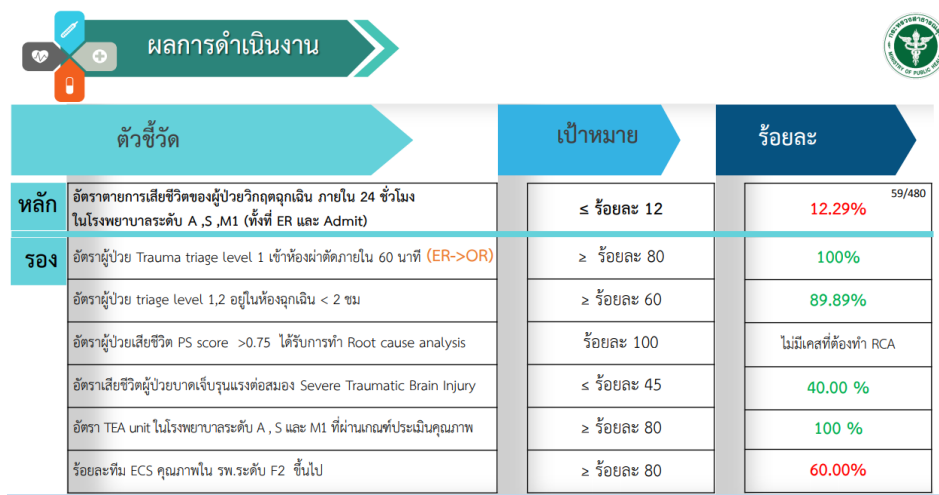 ผลการดำเนินงาน
MINISTRY OF PUBLIC HEALTH
ตัวชี้วัด
เป้าหมาย
ร้อยละ
หลัก
อัตราตายการเสียชีวิตของผู้ป่วยวิกฤตฉุกเฉิน ภายใน 24 ชั่วโมง
ในโรงพยาบาลระดับ A ,S ,M1 (ทั้งที่ ER และ Admit)
≤ ร้อยละ 12
59/480
12.29%
รอง
อัตราผู้ป่วย Trauma triage level 1 เข้าห้องผ่าตัดภายใน 60 นาที (ER->OR)
≥ ร้อยละ 80
100%
อัตราผู้ป่วย triage level 1,2 อยู่ในห้องฉุกเฉิน < 2 ชม
≥ ร้อยละ 60
89.89%
อัตราผู้ป่วยเสียชีวิต PS score >0.75 ได้รับการทำ Root cause analysis
ร้อยละ 100
ไม่มีเคสที่ต้องทำ RCA
อัตราเสียชีวิตผู้ป่วยบาดเจ็บรุนแรงต่อสมอง Severe Traumatic Brain Injury
≤ ร้อยละ 45
40.00 %
อัตรา TEA unit ในโรงพยาบาลระดับ A , S และ M1 ที่ผ่านเกณฑ์ประเมินคุณภาพ
≥ ร้อยละ 80
100 %
ร้อยละทีม ECS คุณภาพใน รพ.ระดับ F2 ขึ้นไป
≥ ร้อยละ 80
60.00%